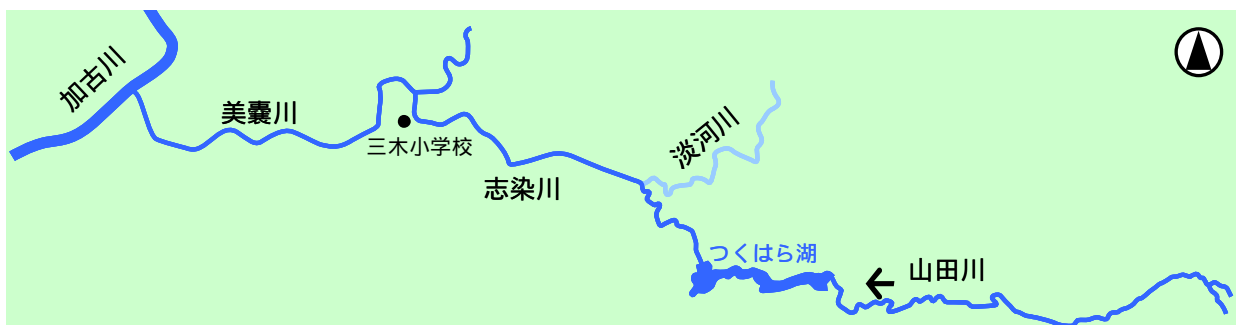 加古川
美嚢川
三木小学校
志染川
淡河川
つくはら湖
山田川